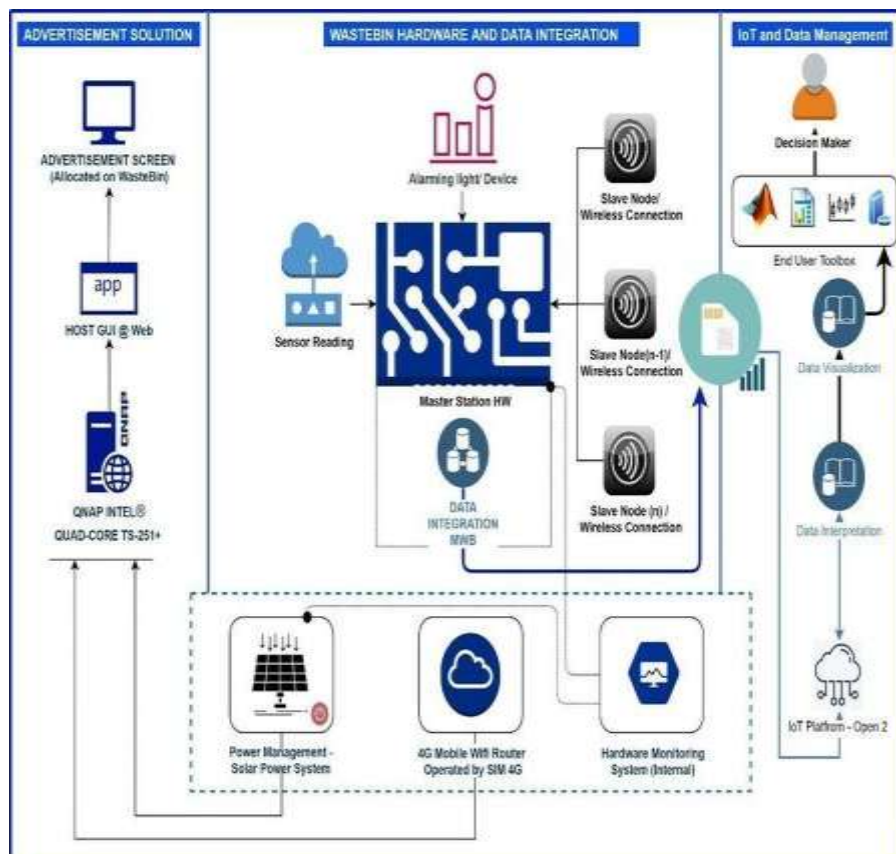 ADVERTISEMENT SOLUTION
ADVERTISEMENT SCREEN
(Allocated on WasteBin)
app
HOST GUI @ Web
QNAP
QNAP INTEL®
QUAD-CORE TS-251+
WASTEBIN HARDWARE AND DATA INTEGRATION
Alarming light/ Device
Sensor Reading
Master Station HW
DATA
INTEGRATION
MWB
Slave Node/
Wireless Connection
Slave Node(n-1)/
Wireless Connection
Slave Node (n) /
Wireless Connection
Power Management -
Solar Power System
4G Mobile Wifi Router
Operated by SIM 4G
Hardware Monitoring
System (Internal)
IoT and Data Management
Decision Maker
End User Toolbox
Data Visualization
Data Interpretation
IoT Platfrom - Open 2